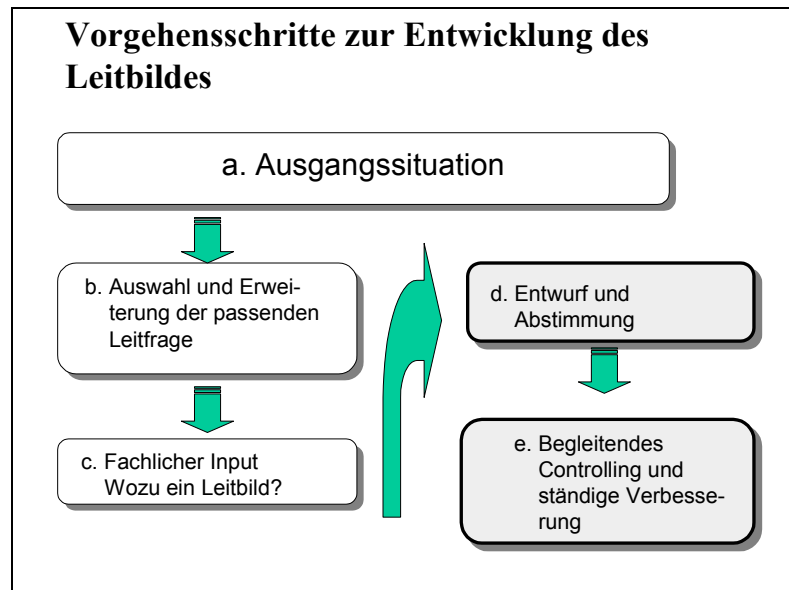 Vorgehensschritte zur Entwicklung des
Leitbildes
a. Ausgangssituation
b. Auswahl und Erwei-
terung der passenden
Leitfrage
c. Fachlicher Input
Wozu ein Leitbild?
d. Entwurf und
Abstimmung
e. Begleitendes
Controlling und
ständige Verbesse-
rung